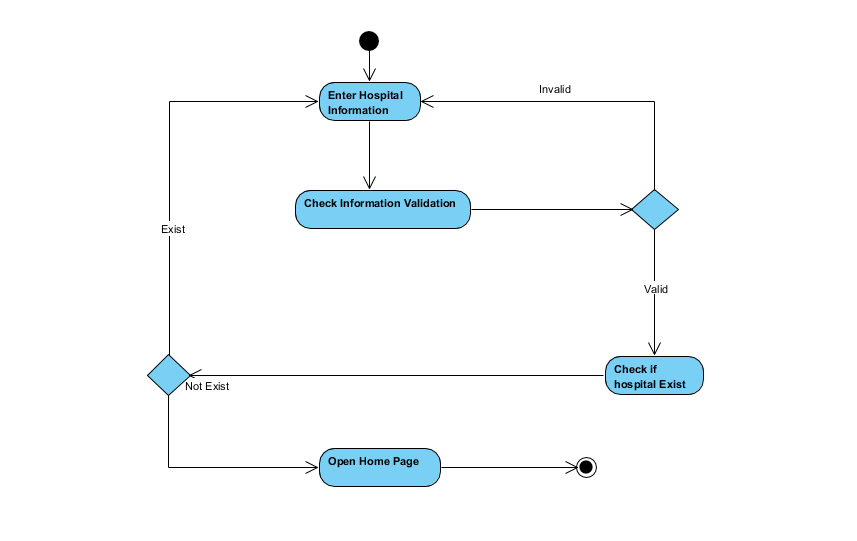 Enter Hospital
Information
Invalid
Check Information Validation
Exist
Valid
Check if
hospital Exist
Not Exist
Open Home Page